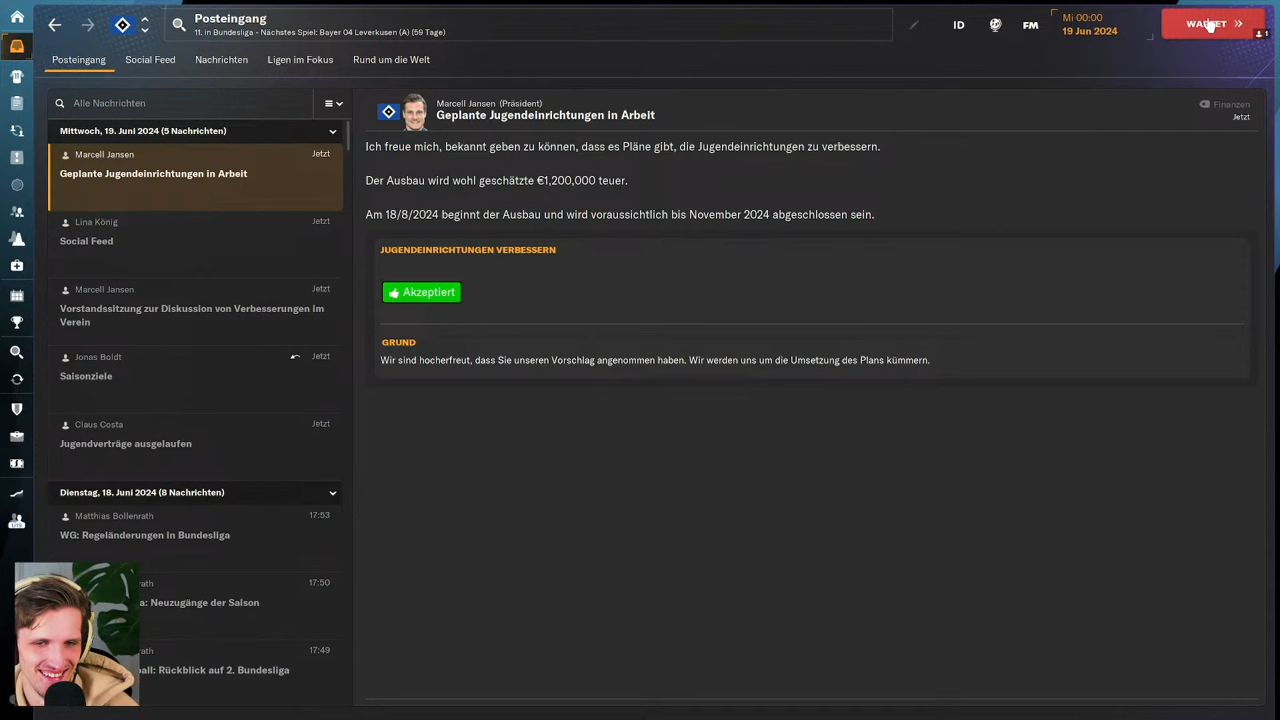 Posteingang
11. in Bundesliga - Nächstes Spiel: Bayer 04 Leverkusen (A) (59 Tage)
ID
FM
Mi 00:00
19 Jun 2024
1
Posteingang
Social Feed
Nachrichten
Ligen im Fokus
Rund um die Welt
Alle Nachrichten
Mittwoch, 19. Juni 2024 (5 Nachrichten)
Marcell Jansen
Jetzt
Geplante Jugendeinrichtungen in Arbeit
Lina König
Jetzt
Social Feed
Marcell Jansen
Jetzt
Vorstandssitzung zur Diskussion von Verbesserungen im
Verein
Jonas Boldt
Jetzt
Saisonziele
Claus Costa
Jetzt
Jugendverträge ausgelaufen
Dienstag, 18. Juni 2024 (8 Nachrichten)
Matthias Bollenrath
17:53
WG: Regeländerungen in Bundesliga
rath
17:50
a: Neuzugänge der Saison
rath
17:49
all: Rückblick auf 2. Bundesliga
U19
Marcell Jansen (Präsident)
Geplante Jugendeinrichtungen in Arbeit
Finanzen
Jetzt
Ich freue mich, bekannt geben zu können, dass es Pläne gibt, die Jugendeinrichtungen zu verbessern.
Der Ausbau wird wohl geschätzte €1,200,000 teuer.
Am 18/8/2024 beginnt der Ausbau und wird voraussichtlich bis November 2024 abgeschlossen sein.
JUGENDEINRICHTUNGEN VERBESSERN
Akzeptiert
GRUND
Wir sind hocherfreut, dass Sie unseren Vorschlag angenommen haben. Wir werden uns um die Umsetzung des Plans kümmern.